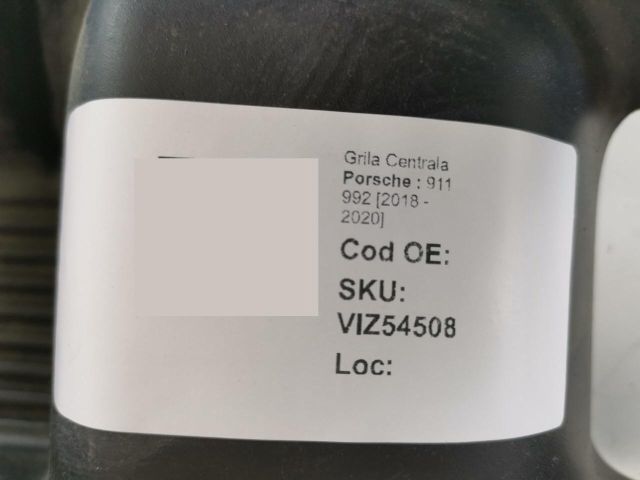 Grila Centrala
Porsche : 911
992 [2018 -
2020]
Cod OE:
SKU:
VIZ54508
Loc: